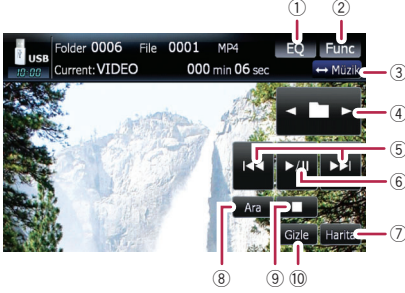 ① ②
USB Folder 0006 File 0001 MP4 EQ Func
10:00 Current: VIDEO 000 min 06 sec ↔ Müzik ③
④
⑤
⑥
Ara
Gizle Harita ⑦
⑧ ⑨ ⑩